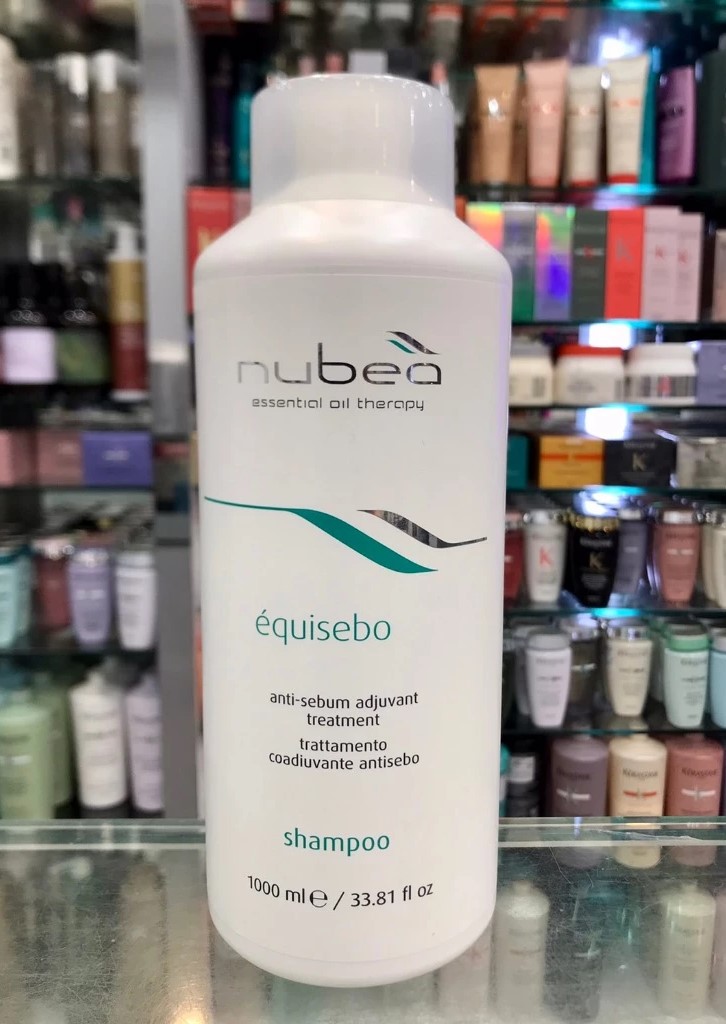 nubea
essential oil therapy
équisebo
anti-sebum adjuvant
treatment
trattamento
coadiuvante antisebo
shampoo
1000 ml ℮ / 33.81 fl oz